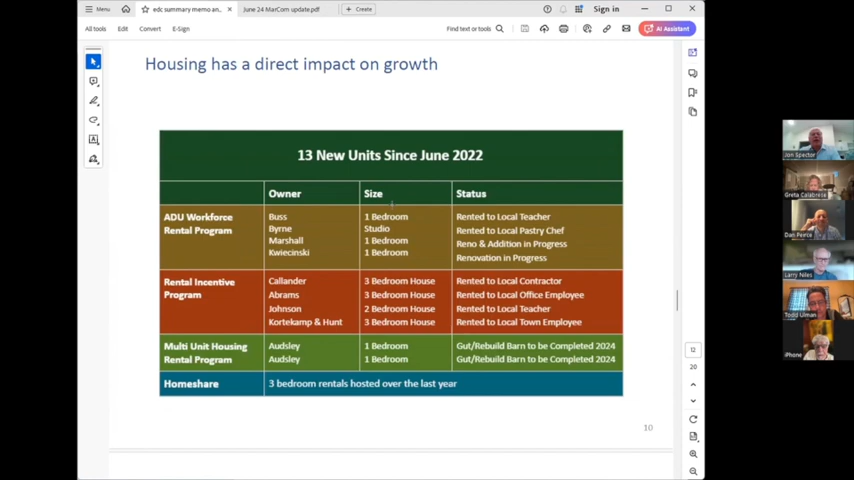 Menu
edc summary memo an...
June 24 MarCom update.pdf
Create
Sign in
All tools Edit Convert E-Sign
Find text or tools
AI Assistant
Housing has a direct impact on growth
13 New Units Since June 2022
Owner Size Status
ADU Workforce Rental Program
Buss 1 Bedroom Rented to Local Teacher
Byrne Studio Rented to Local Pastry Chef
Marshall 1 Bedroom Reno & Addition in Progress
Kwiecinski 1 Bedroom Renovation in Progress
Rental Incentive Program
Callander 3 Bedroom House Rented to Local Contractor
Abrams 3 Bedroom House Rented to Local Office Employee
Johnson 2 Bedroom House Rented to Local Teacher
Kortekamp & Hunt 3 Bedroom House Rented to Local Town Employee
Multi Unit Housing Rental Program
Audsley 1 Bedroom Gut/Rebuild Barn to be Completed 2024
Audsley 1 Bedroom Gut/Rebuild Barn to be Completed 2024
Homeshare 3 bedroom rentals hosted over the last year
10
12
20
Jon Spector
Greta Calabrese
Dan Peirce
Larry Niles
Todd Ulman
iPhone